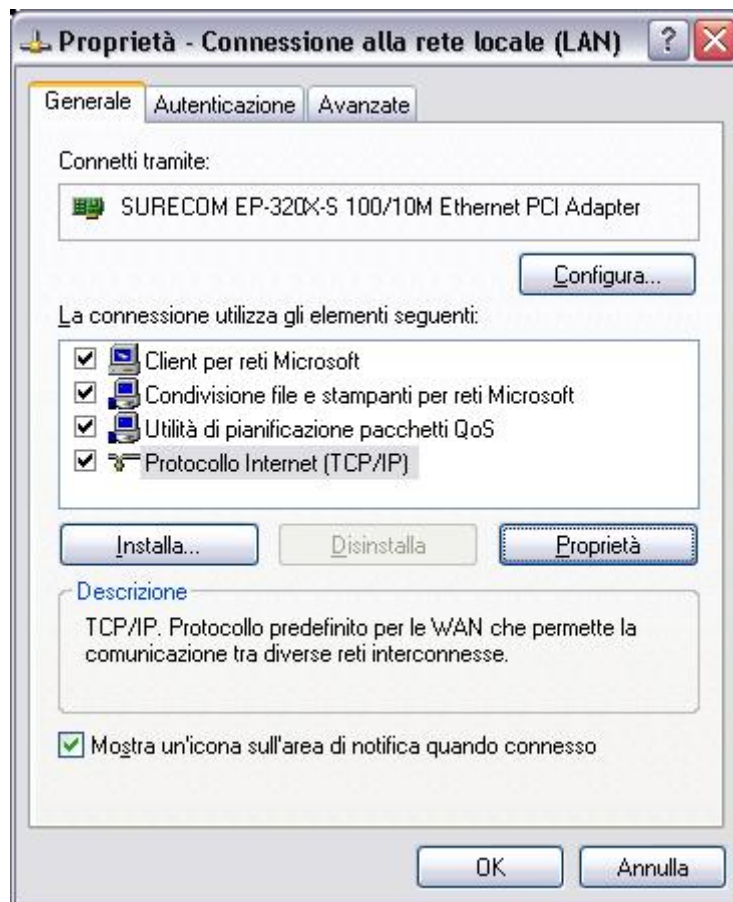 Proprietà - Connessione alla rete locale (LAN)
Generale Autenticazione Avanzate
Connetti tramite:
SURECOM EP-320X-S 100/10M Ethernet PCI Adapter
Configura...
La connessione utilizza gli elementi seguenti:
Client per reti Microsoft
Condivisione file e stampanti per reti Microsoft
Utilità di pianificazione pacchetti QoS
Protocollo Internet (TCP/IP)
Installa... Disinstalla Proprietà
Descrizione
TCP/IP. Protocollo predefinito per le WAN che permette la
comunicazione tra diverse reti interconnesse.
Mostra un'icona sull'area di notifica quando connesso
OK Annulla